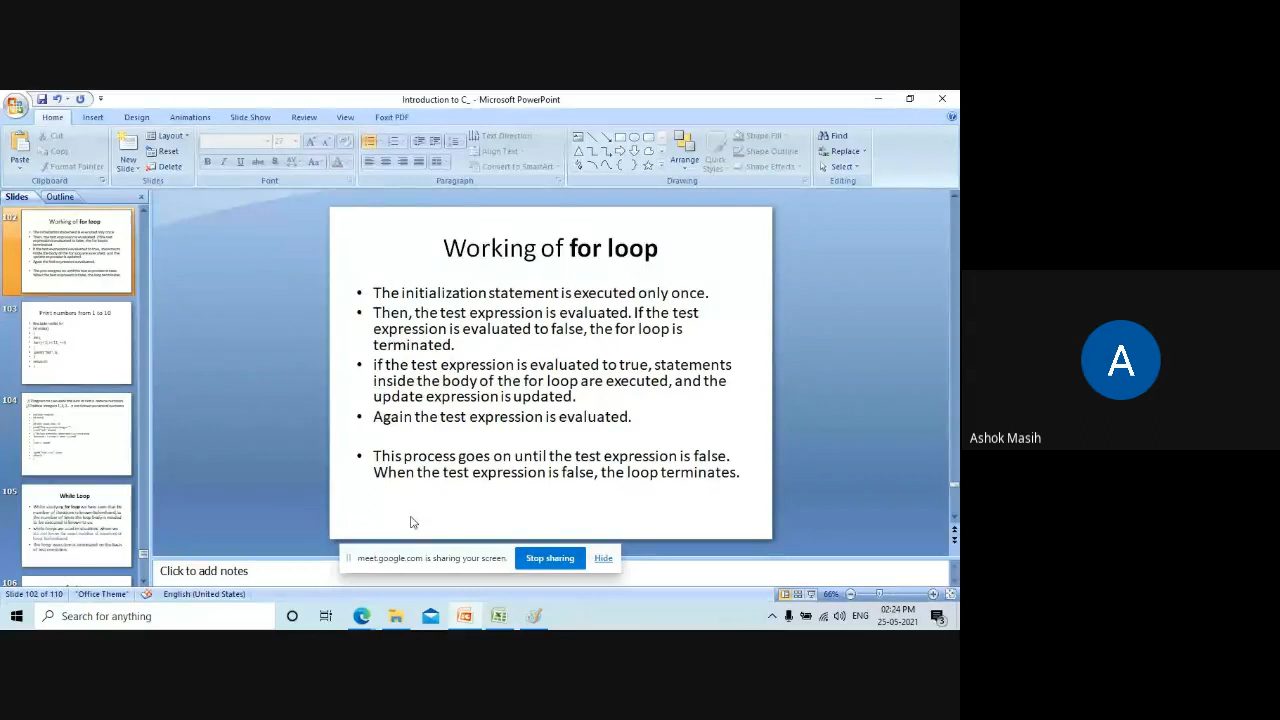 Introduction to C_ - Microsoft PowerPoint
Home Insert Design Animations Slide Show Review View Foxit PDF
Cut
Copy
Format Painter
Paste
Clipboard
New
Slide
Layout
Reset
Delete
Slides
Font
Text Direction
Align Text
Convert to SmartArt
Paragraph
Arrange
Quick
Styles
Shape Fill
Shape Outline
Shape Effects
Drawing
Find
Replace
Select
Editing
Slides Outline
102
Working of for loop
103
Print numbers from 1 to 10
104
105
While Loop
106
Working of for loop
• The initialization statement is executed only once.
• Then, the test expression is evaluated. If the test
expression is evaluated to false, the for loop is
terminated.
• if the test expression is evaluated to true, statements
inside the body of the for loop are executed, and the
update expression is updated.
• Again the test expression is evaluated.
• This process goes on until the test expression is false.
When the test expression is false, the loop terminates.
meet.google.com is sharing your screen. Stop sharing Hide
Click to add notes
Slide 102 of 110 "Office Theme" English (United States) 66%
Search for anything
ENG
02:24 PM
25-05-2021
3
A
Ashok Masih